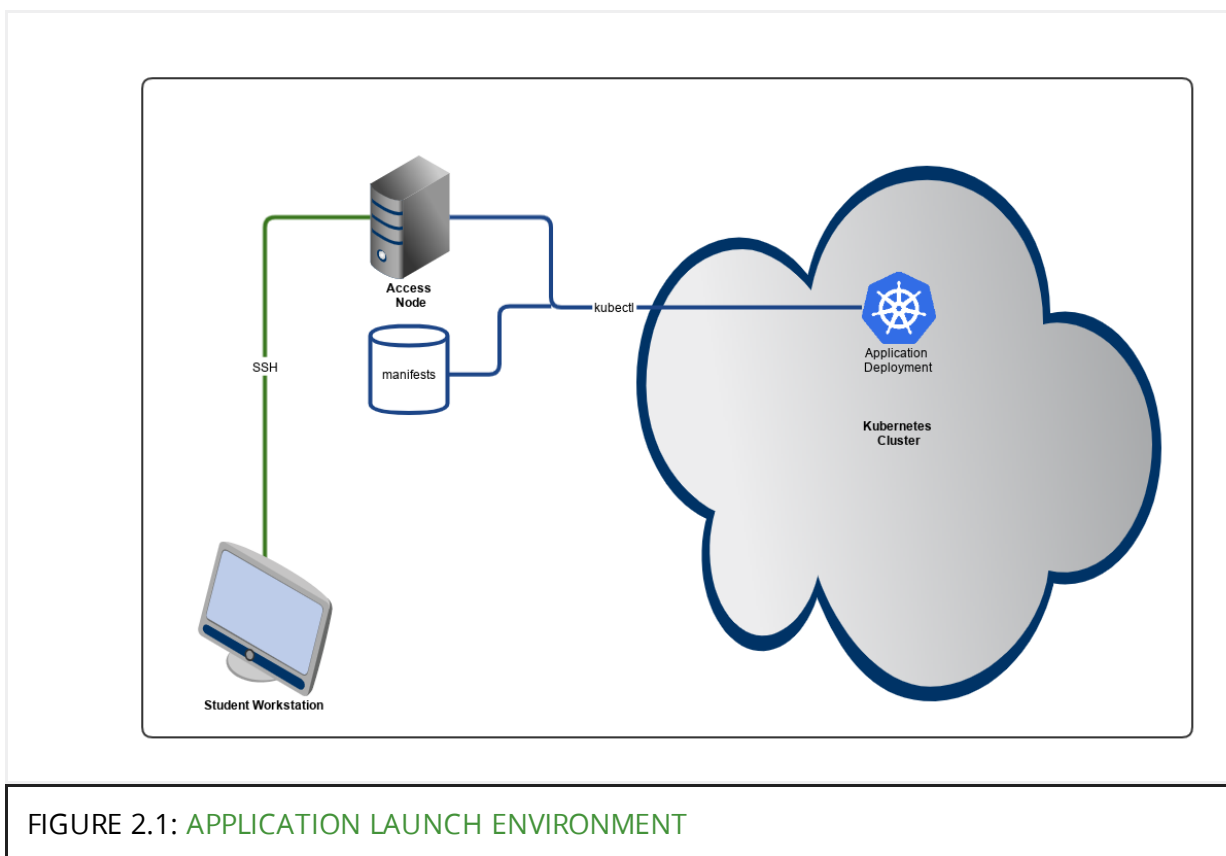 Access
Node
manifests
kubectl
SSH
Application
Deployment
Kubernetes
Cluster
Student Workstation
FIGURE 2.1: APPLICATION LAUNCH ENVIRONMENT